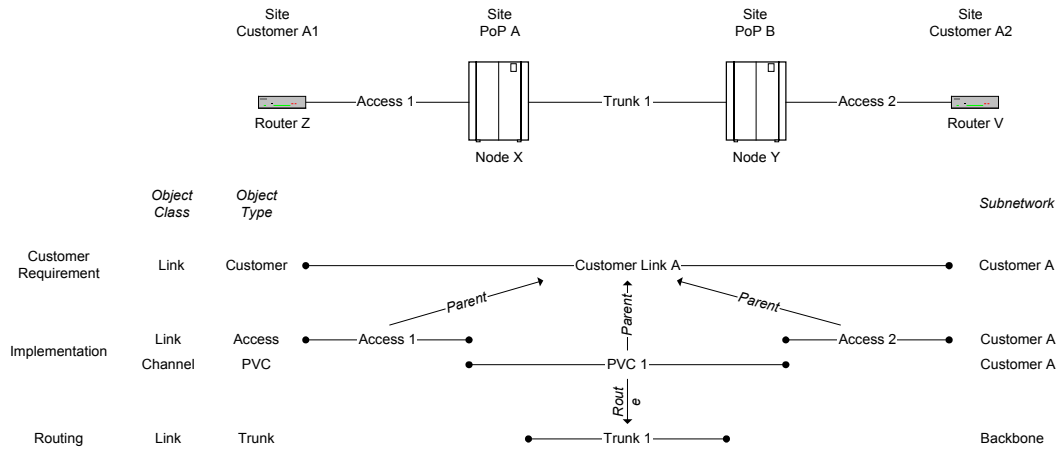 Site
Customer A1
Site
PoP A
Site
PoP B
Site
Customer A2
Access 1
Trunk 1
Access 2
Router Z
Router V
Node X
Node Y
Object
Class
Object
Type
Subnetwork
Customer
Requirement
Link
Customer
Customer Link A
Customer A
Parent
Parent
Parent
Implementation
Link
Access
Access 1
Access 2
Customer A
Channel
PVC
PVC 1
Customer A
Rout
e
Routing
Link
Trunk
Trunk 1
Backbone